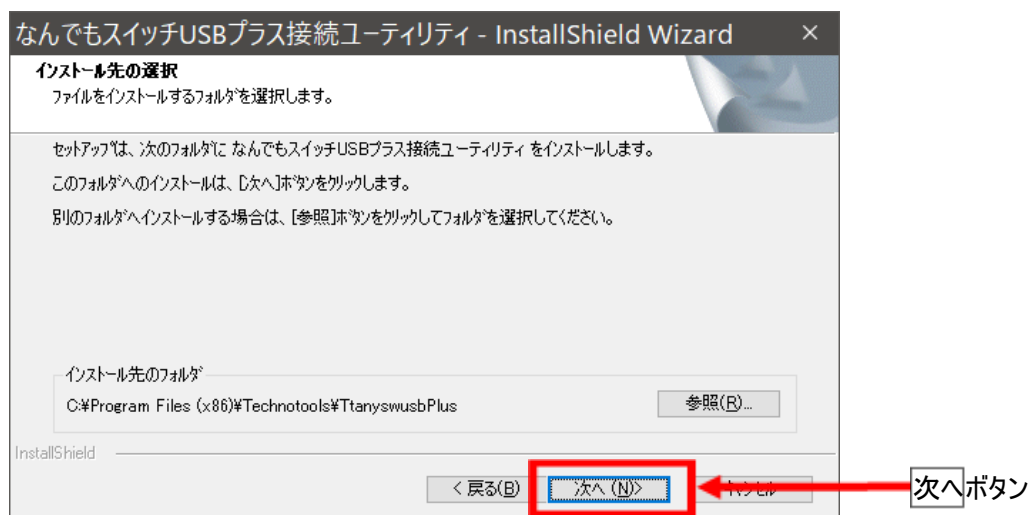 なんでもスイッチUSBプラス接続ユーティリティ - InstallShield Wizard ×
インストール先の選択
ファイルをインストールするフォルダを選択します。
セットアップは、次のフォルダに なんでもスイッチUSBプラス接続ユーティリティ をインストールします。
このフォルダへのインストールは、[次へ]ボタンをクリックします。
別のフォルダへインストールする場合は、[参照]ボタンをクリックしてフォルダを選択してください。
インストール先のフォルダ
C:¥Program Files (x86)¥Technotools¥TtanyswusbPlus 参照(R)...
InstallShield
< 戻る(B) 次へ (N)> キャンセル 次へボタン